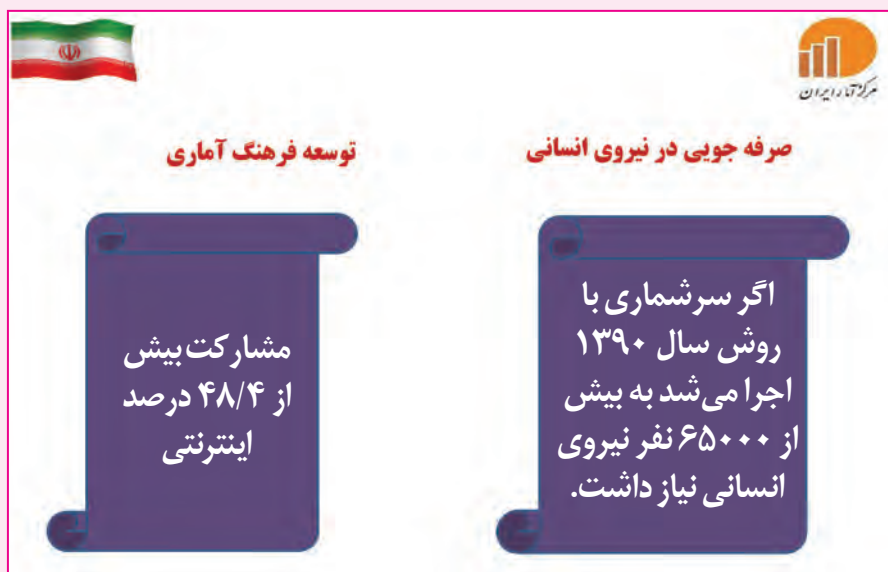 مرکز آمار ایران
صرفه جویی در نیروی انسانی
اگر سرشماری با
روش سال ۱۳۹۰
اجرا می‌شد به بیش
از ۶۵۰۰۰ نفر نیروی
انسانی نیاز داشت.
توسعه فرهنگ آماری
مشارکت بیش
از ۴۸/۴ درصد
اینترنتی